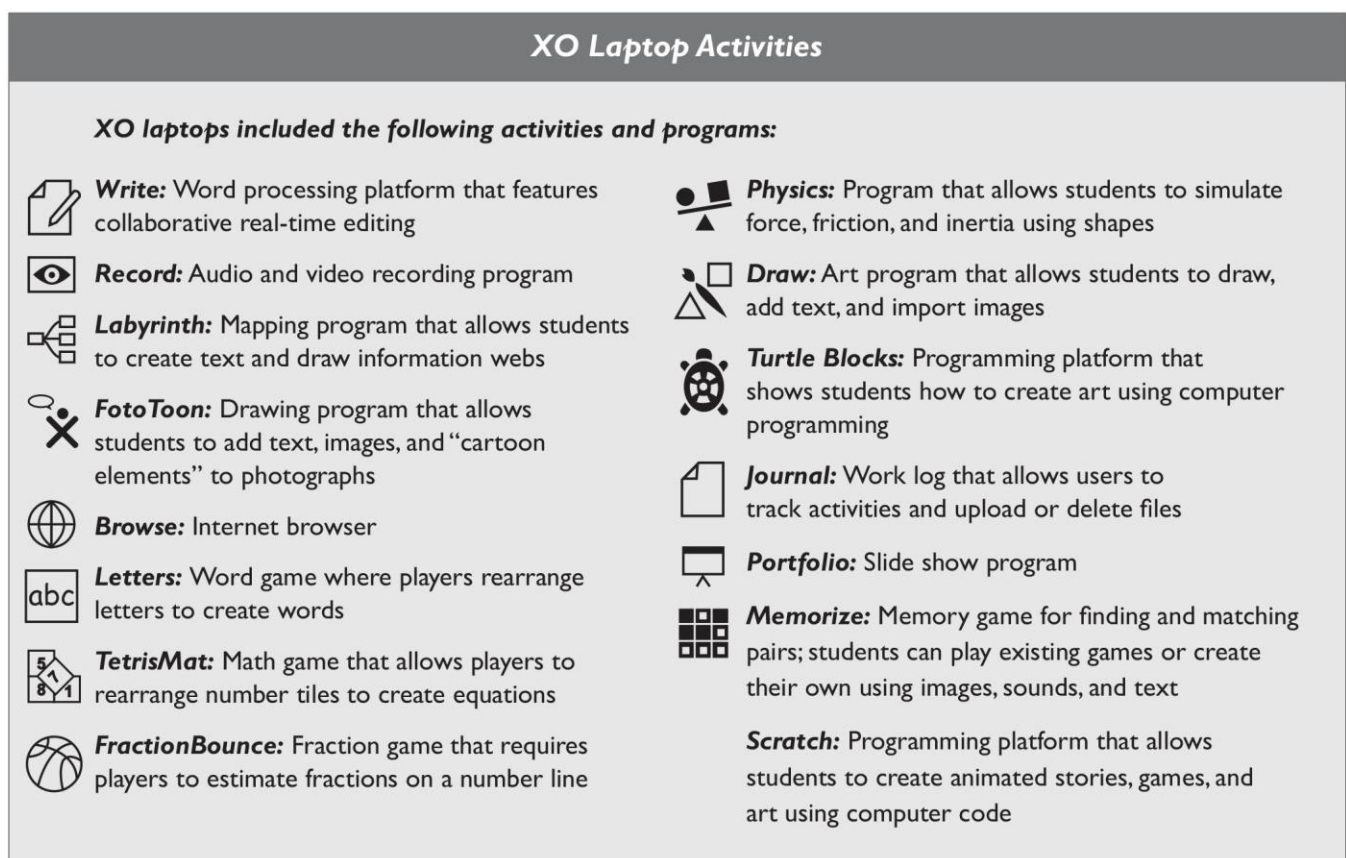 XO Laptop Activities
XO laptops included the following activities and programs:
Write: Word processing platform that features
collaborative real-time editing
Record: Audio and video recording program
Labyrinth: Mapping program that allows students
to create text and draw information webs
FotoToon: Drawing program that allows
students to add text, images, and “cartoon
elements” to photographs
Browse: Internet browser
abc
Letters: Word game where players rearrange
letters to create words
5
7
8 1
TetrisMat: Math game that allows players to
rearrange number tiles to create equations
FractionBounce: Fraction game that requires
players to estimate fractions on a number line
Physics: Program that allows students to simulate
force, friction, and inertia using shapes
Draw: Art program that allows students to draw,
add text, and import images
Turtle Blocks: Programming platform that
shows students how to create art using computer
programming
Journal: Work log that allows users to
track activities and upload or delete files
Portfolio: Slide show program
Memorize: Memory game for finding and matching
pairs; students can play existing games or create
their own using images, sounds, and text
Scratch: Programming platform that allows
students to create animated stories, games, and
art using computer code